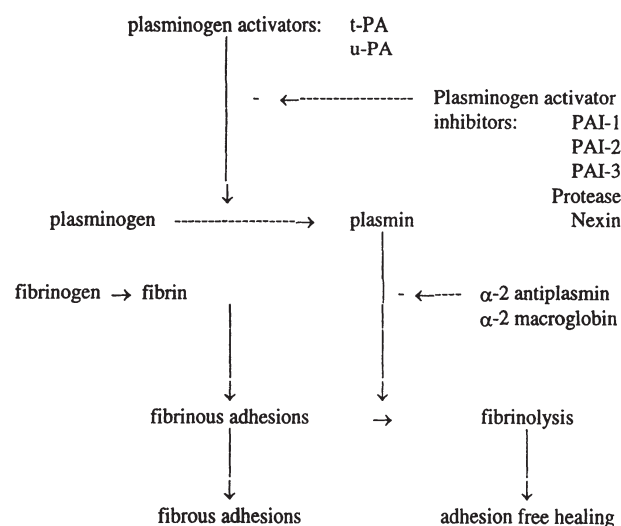 plasminogen activators: t-PA
u-PA
- ←------------ Plasminogen activator
inhibitors: PAI-1
PAI-2
PAI-3
Protease
plasminogen ------------→ plasmin Nexin
fibrinogen → fibrin - ←---- α-2 antiplasmin
α-2 macroglobin
fibrinous adhesions → fibrinolysis
fibrous adhesions adhesion free healing